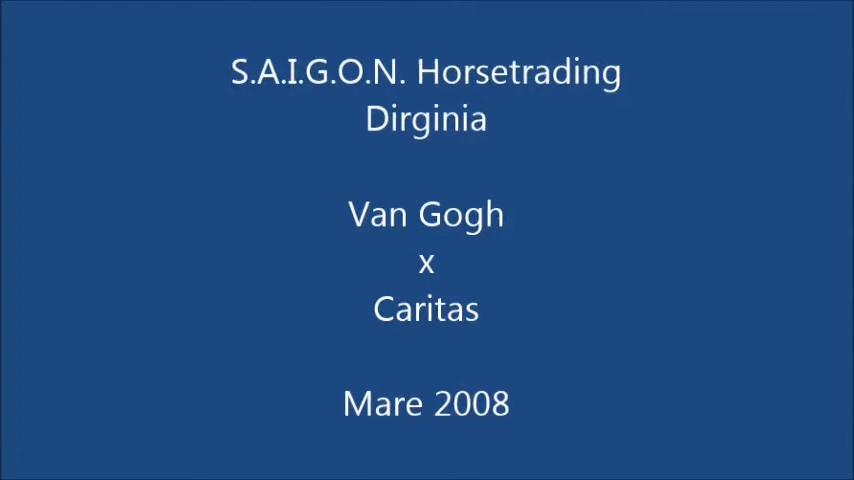 S.A.I.G.O.N. Horsetrading
Dirginia
Van Gogh
x
Caritas
Mare 2008